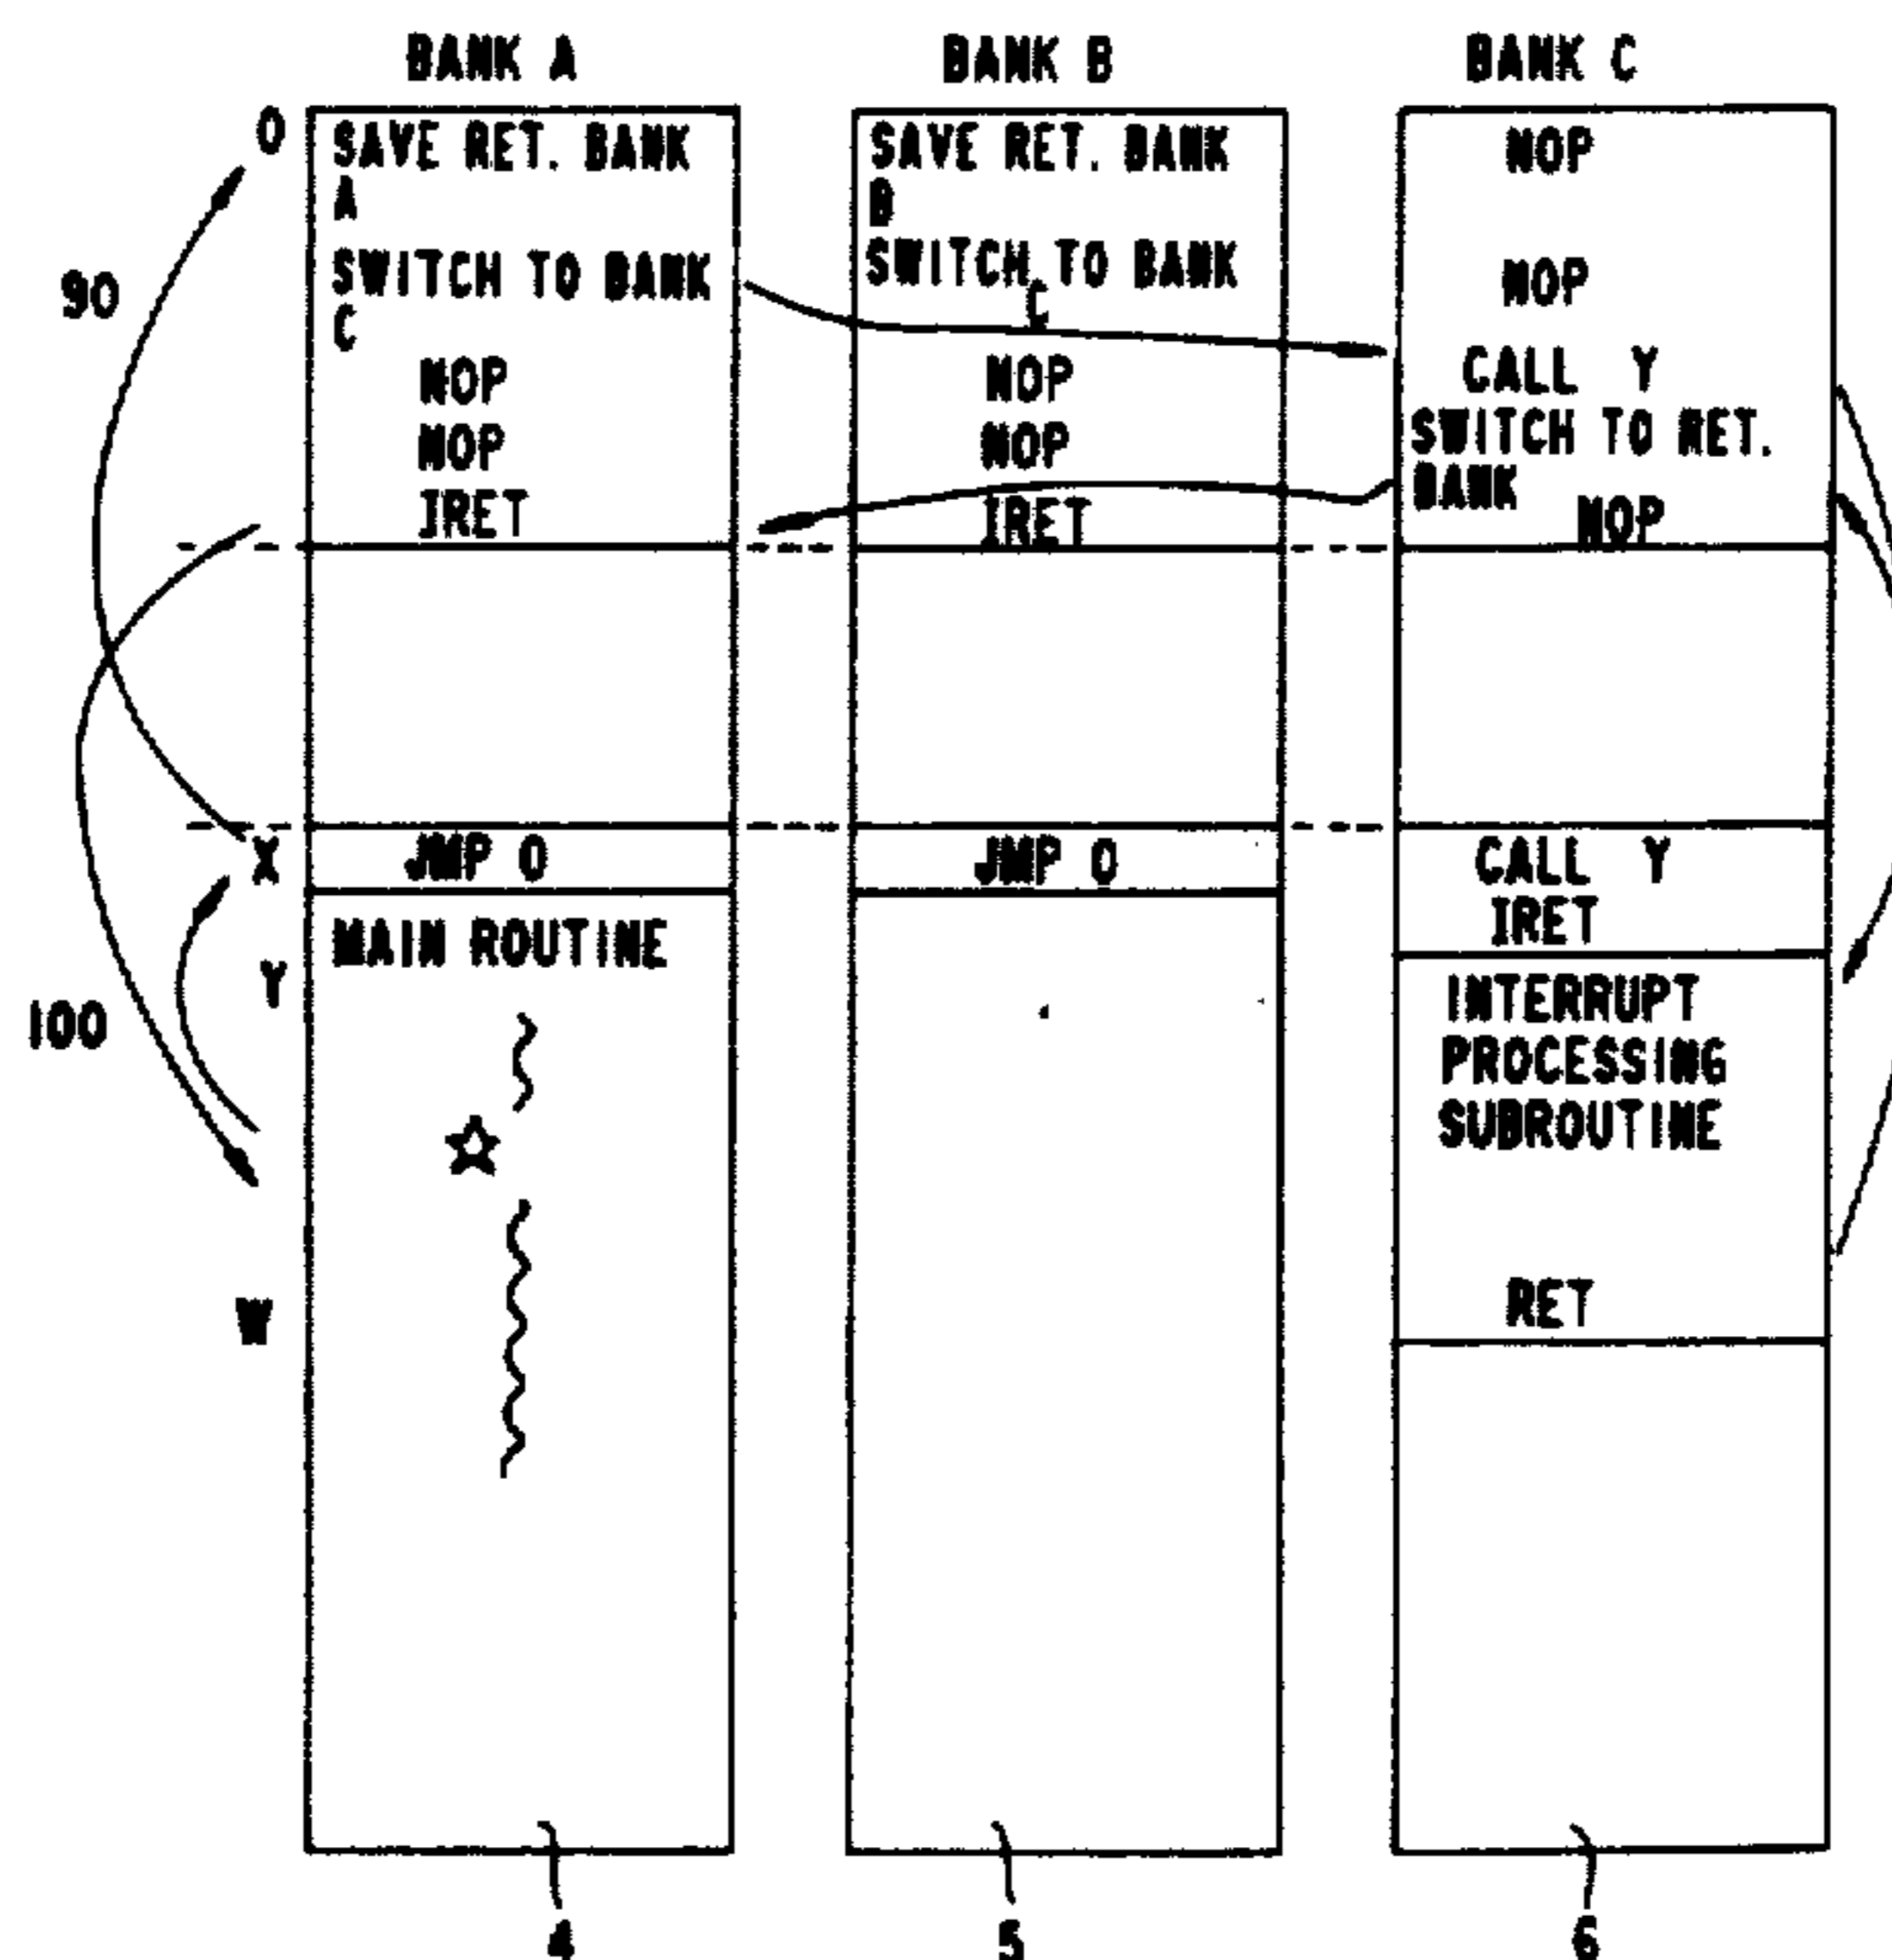 BANK A
BANK B
BANK C
0
90
100
X
Y
W
SAVE RET. BANK
A
SWITCH TO BANK
C
NOP
NOP
IRET
JMP 0
MAIN ROUTINE
4
SAVE RET. BANK
B
SWITCH TO BANK
C
NOP
NOP
IRET
JMP 0
5
NOP
NOP
CALL Y
SWITCH TO RET.
BANK
NOP
CALL Y
IRET
INTERRUPT
PROCESSING
SUBROUTINE
RET
6